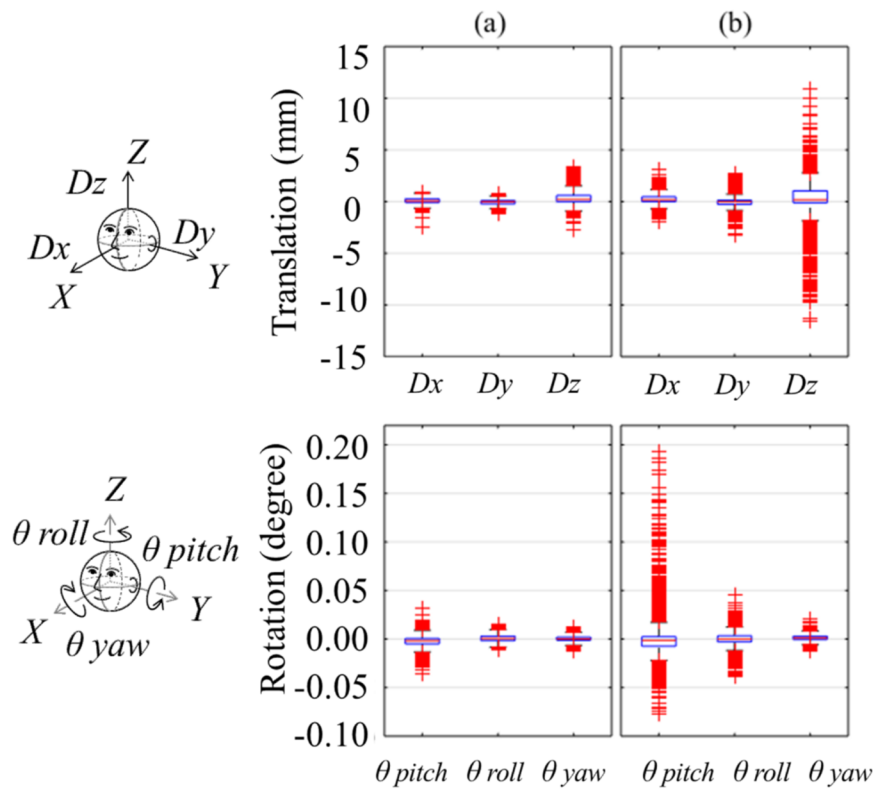 (a) (b)
Translation (mm)
15
10
5
0
-5
-10
-15
Z
Dz
Dx
Dy
X
Y
Dx Dy Dz Dx Dy Dz
Rotation (degree)
0.20
0.15
0.10
0.05
0.00
-0.05
-0.10
Z
θ roll
θ pitch
X
Y
θ yaw
θ pitch θ roll θ yaw θ pitch θ roll θ yaw